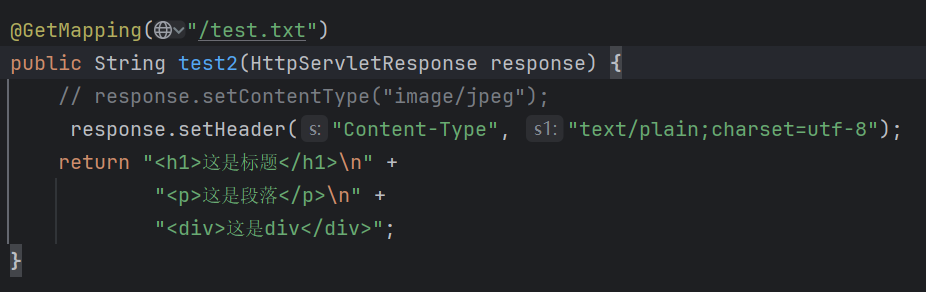 @GetMapping("/test.txt")
public String test2(HttpServletResponse response) {
// response.setContentType("image/jpeg");
response.setHeader( s: "Content-Type", s1: "text/plain;charset=utf-8");
return "<h1>这是标题</h1>\n" +
"<p>这是段落</p>\n" +
"<div>这是div</div>";
}